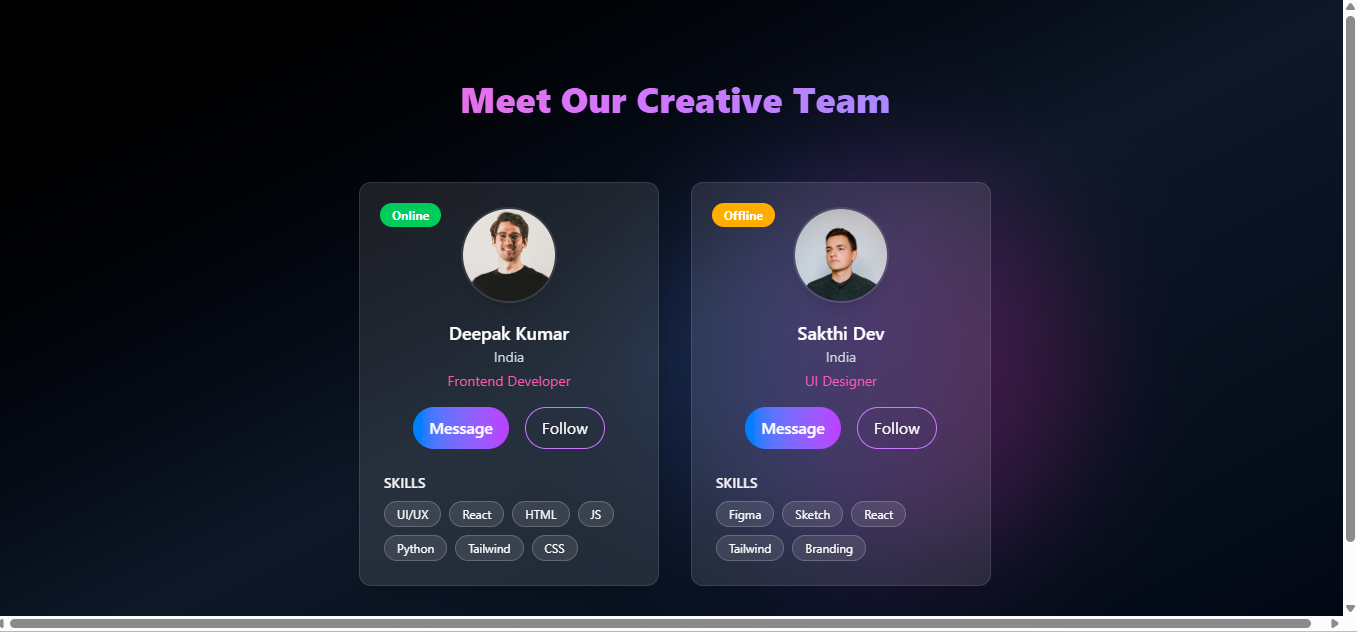 Meet Our Creative Team
Online
Deepak Kumar
India
Frontend Developer
Message Follow
SKILLS
UI/UX React HTML JS
Python Tailwind CSS
Offline
Sakthi Dev
India
UI Designer
Message Follow
SKILLS
Figma Sketch React
Tailwind Branding